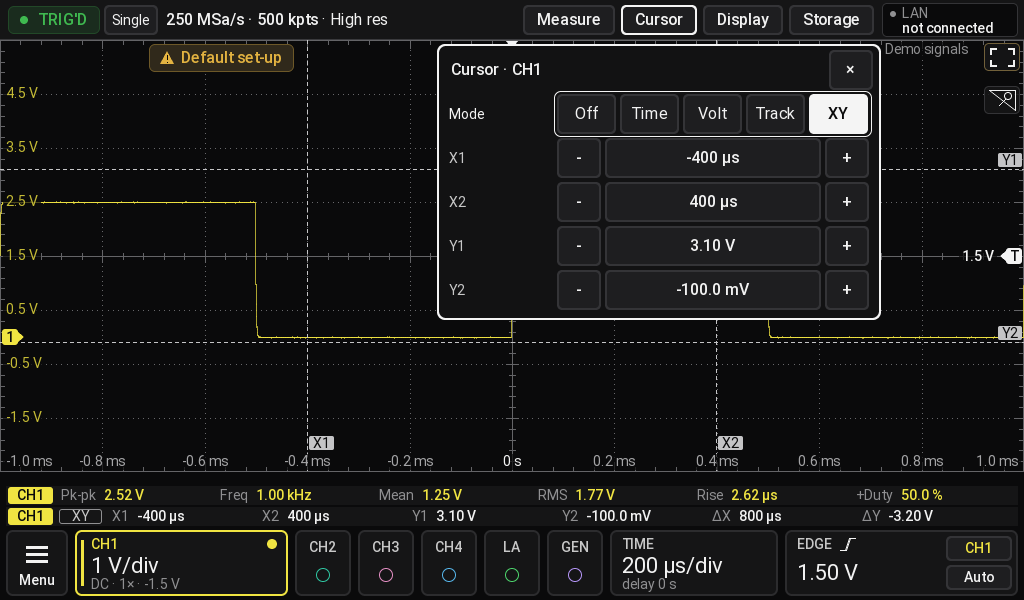 TRIG'D Single 250 MSa/s · 500 kpts · High res Measure Cursor Display Storage LAN
not connected
Default set-up Demo signals
Cursor · CH1 ×
Mode Off Time Volt Track XY
X1 - -400 µs +
X2 - 400 µs +
Y1 - 3.10 V +
Y2 - -100.0 mV +
4.5 V
3.5 V
Y1
2.5 V
1.5 V 1.5 V T
0.5 V
1 Y2
-0.5 V
-1.5 V
X1 X2
-1.0 ms -0.8 ms -0.6 ms -0.4 ms -0.2 ms 0 s 0.2 ms 0.4 ms 0.6 ms 0.8 ms 1.0 ms
CH1 Pk-pk 2.52 V Freq 1.00 kHz Mean 1.25 V RMS 1.77 V Rise 2.62 µs +Duty 50.0 %
CH1 XY X1 -400 µs X2 400 µs Y1 3.10 V Y2 -100.0 mV ΔX 800 µs ΔY -3.20 V
Menu
CH1
1 V/div
DC · 1× · -1.5 V
CH2 CH3 CH4 LA GEN
TIME
200 µs/div
delay 0 s
EDGE CH1
1.50 V Auto